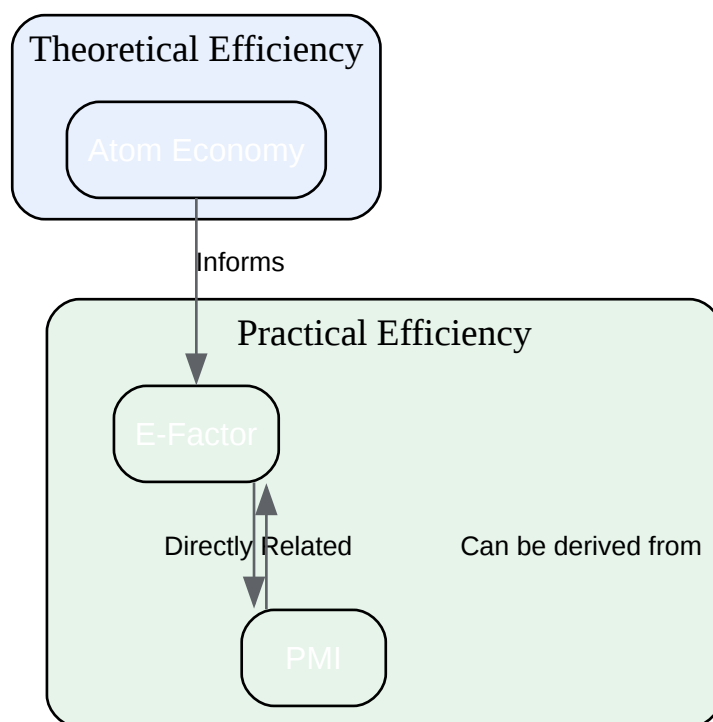 Theoretical Efficiency
Atom Economy
Informs
Practical Efficiency
E-Factor
Directly Related
Can be derived from
PMI